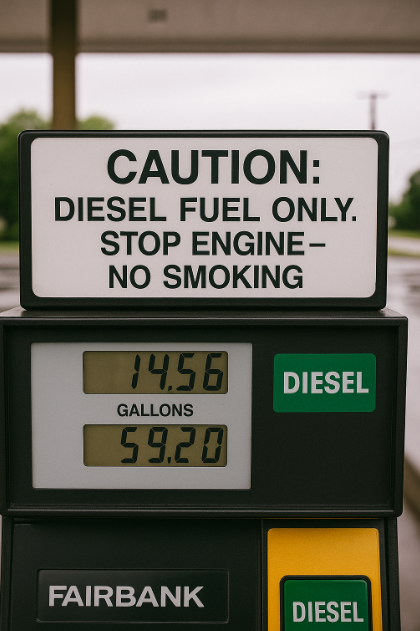 CAUTION:
DIESEL FUEL ONLY.
STOP ENGINE–
NO SMOKING
14.56
DIESEL
GALLONS
59.20
FAIRBANK
DIESEL